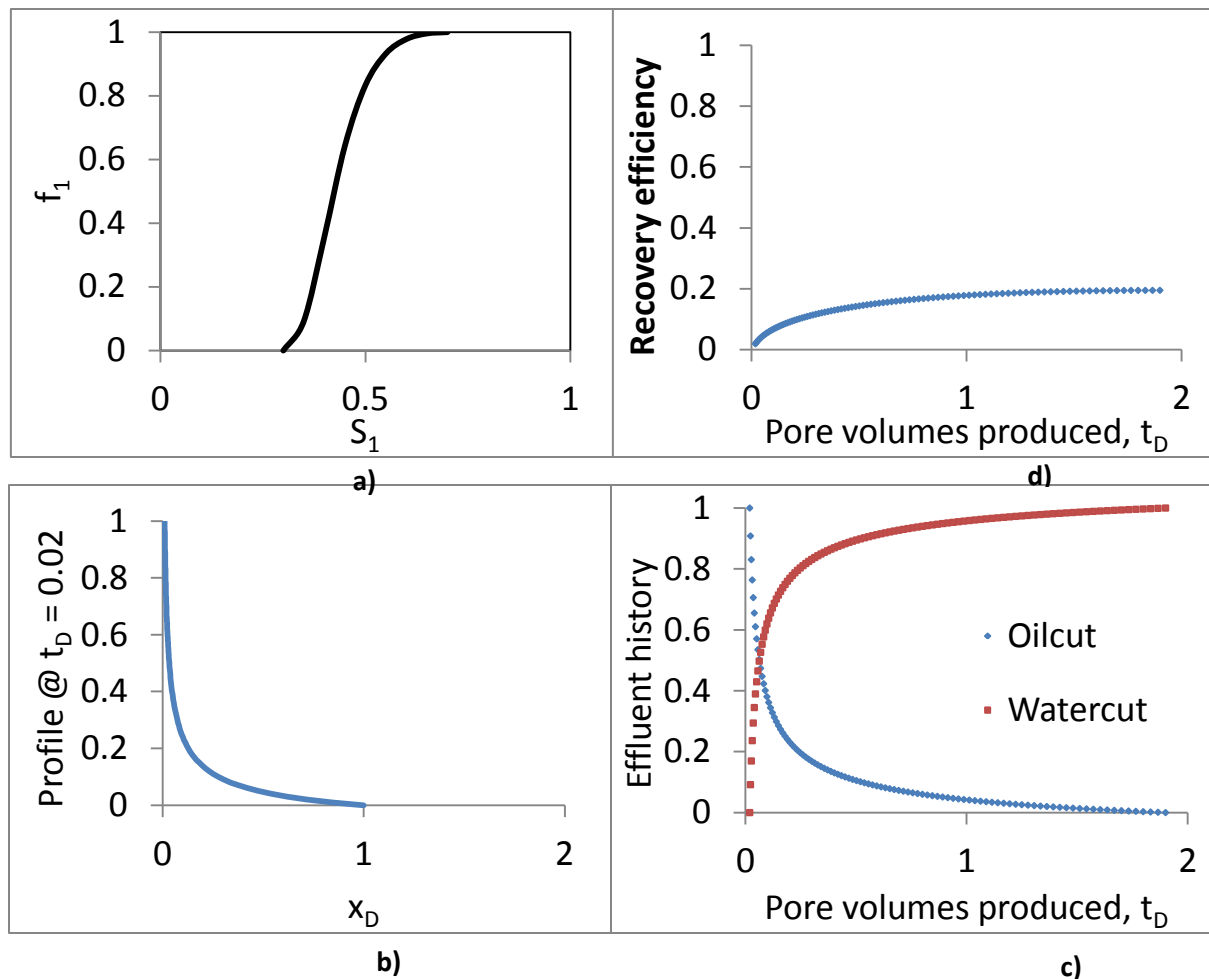 1
0.8
0.6
0.4
0.2
0
f1
0
0.5
1
S1
a)
1
0.8
0.6
0.4
0.2
0
Recovery efficiency
0
1
2
Pore volumes produced, tD
d)
1
0.8
0.6
0.4
0.2
0
Profile @ tD = 0.02
0
1
2
xD
b)
1
0.8
0.6
0.4
0.2
0
Effluent history
Oilcut
Watercut
0
1
2
Pore volumes produced, tD
c)